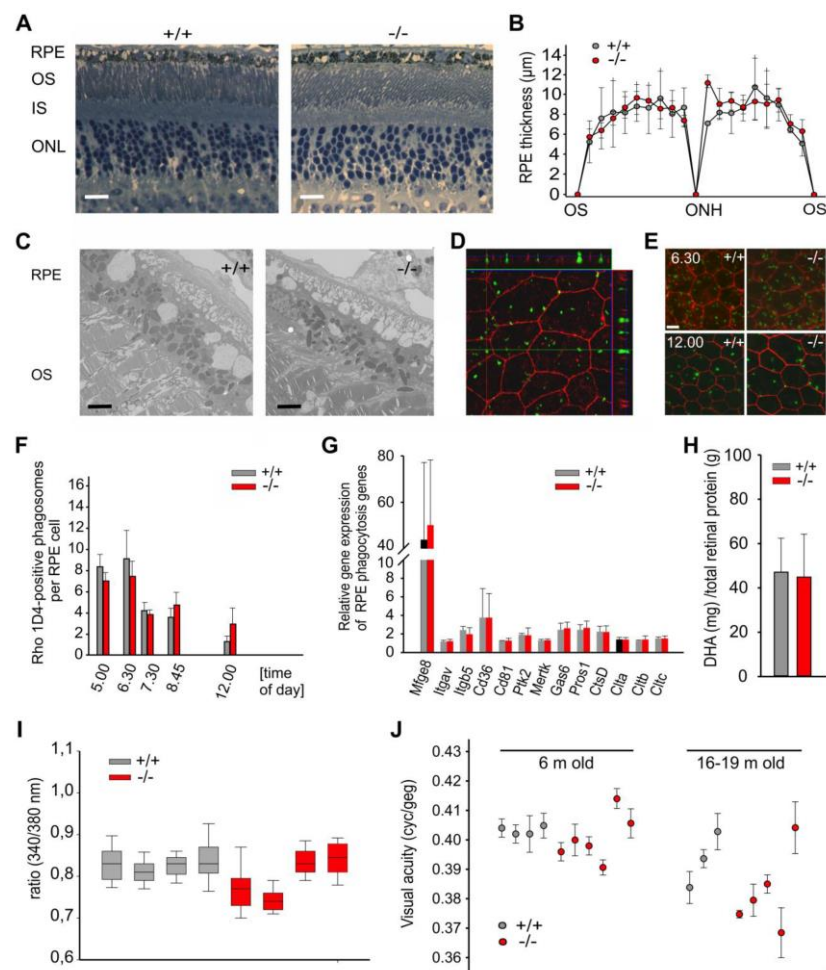 A
+/+
-/-
RPE
OS
IS
ONL
B
RPE thickness (µm)
+/+
-/-
14
12
10
8
6
4
2
0
OS
ONH
OS
C
RPE
+/+
-/-
OS
D
E
6.30
+/+
-/-
12.00
+/+
-/-
F
Rho 1D4-positive phagosomes
per RPE cell
+/+
-/-
16
14
12
10
8
6
4
2
0
5.00
6.30
7.30
8.45
12.00
[time
of day]
G
Relative gene expression
of RPE phagocytosis genes
+/+
-/-
80
60
40
10
8
6
4
2
0
Mfge8
Itgav
Itgb5
Cd36
Cd81
Ptk2
Mertk
Gas6
Pros1
CtsD
Clta
Cltb
Cltc
H
DHA (mg) /total retinal protein (g)
+/+
-/-
100
80
60
40
20
0
I
ratio (340/380 nm)
+/+
-/-
1,1
1,0
0,9
0,8
0,7
0,6
J
Visual acuity (cyc/geg)
0.43
0.42
0.41
0.40
0.39
0.38
0.37
0.36
6 m old
16-19 m old
+/+
-/-